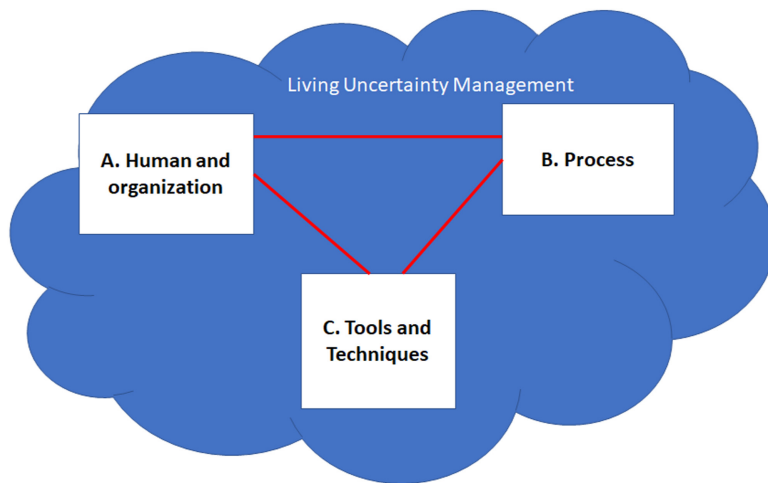 Living Uncertainty Management
A. Human and
organization
B. Process
C. Tools and
Techniques